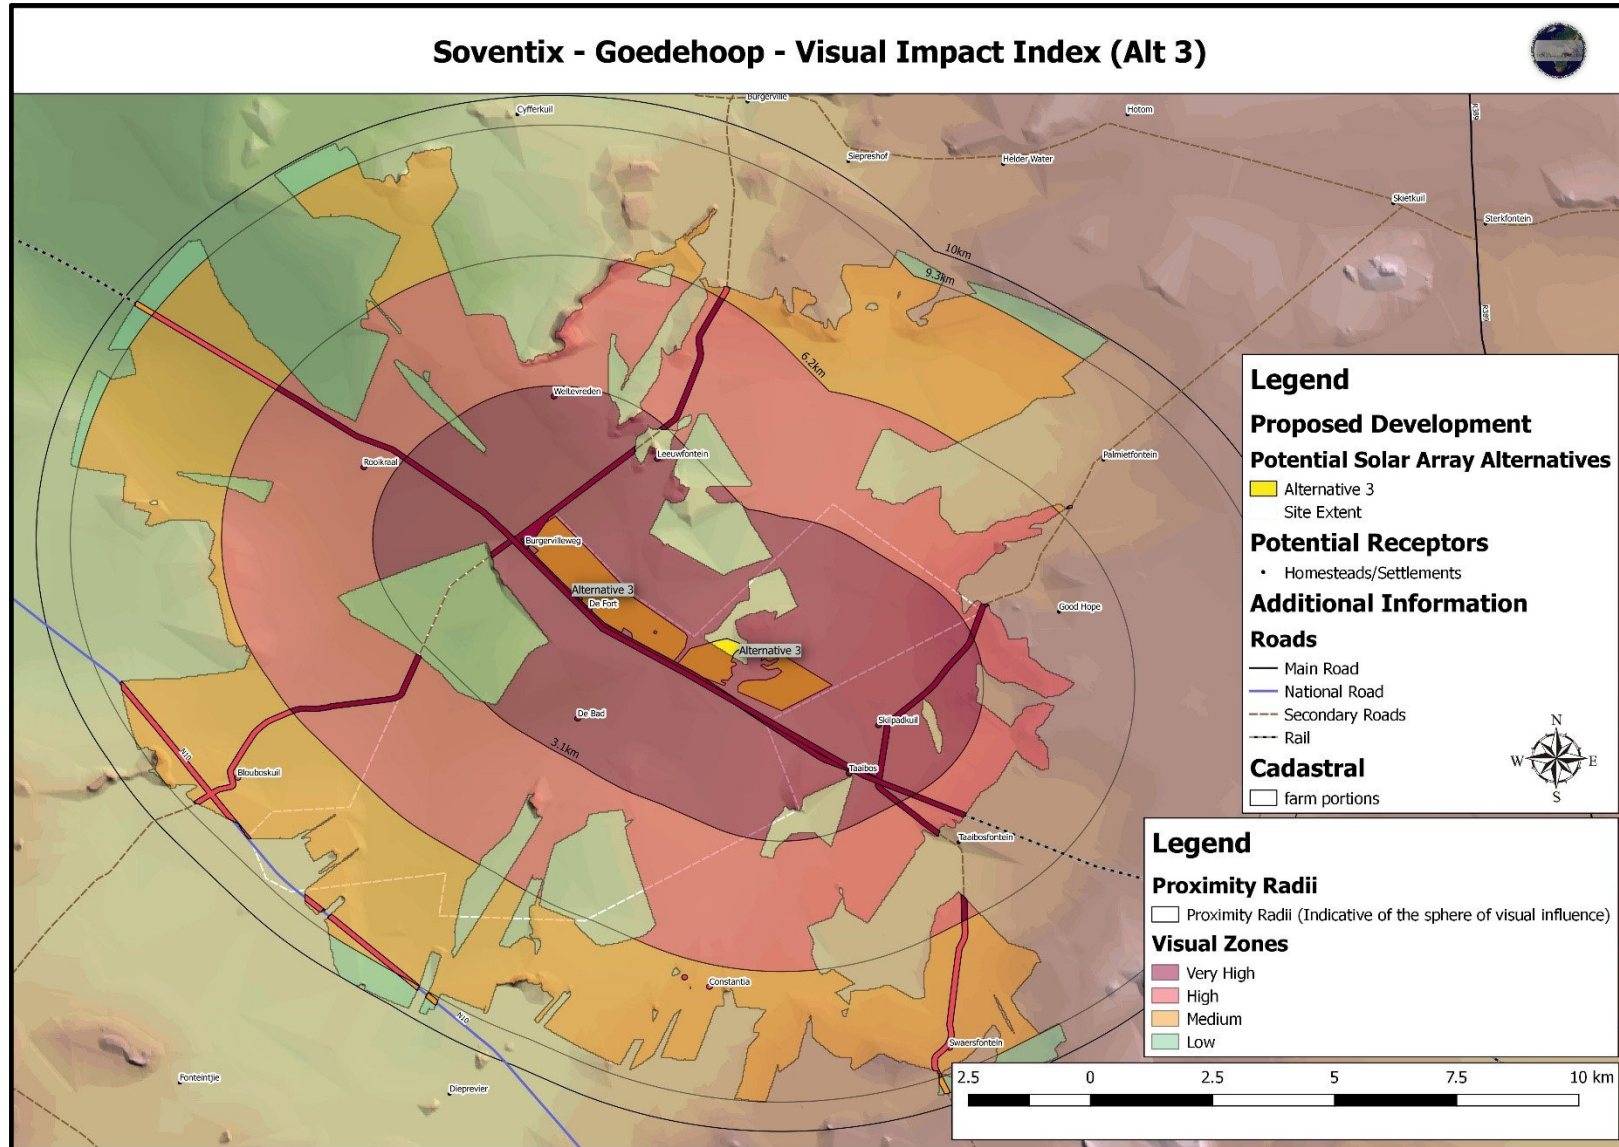 Soventix - Goedehoop - Visual Impact Index (Alt 3)
Cyfferkuil
Burgerville
Hotom
R389
Siepreshof
Helder Water
Skietkuil
Sterkfontein
10km
9.3km
R389
6.2km
Weltevreden
Rooikraal
Leeuwfontein
Palmietfontein
Burgervilleweg
Alternative 3
De Fort
Good Hope
Alternative 3
De Bad
Skilpadkuil
3.1km
N10
Blouboskuil
Taaibos
Taaibosfontein
Constantia
N10
Swaersfontein
Fonteintjie
Dieprevier
Legend
Proposed Development
Potential Solar Array Alternatives
Alternative 3
Site Extent
Potential Receptors
Homesteads/Settlements
Additional Information
Roads
Main Road
National Road
Secondary Roads
Rail
Cadastral
farm portions
N
W E
S
Legend
Proximity Radii
Proximity Radii (Indicative of the sphere of visual influence)
Visual Zones
Very High
High
Medium
Low
2.5 0 2.5 5 7.5 10 km